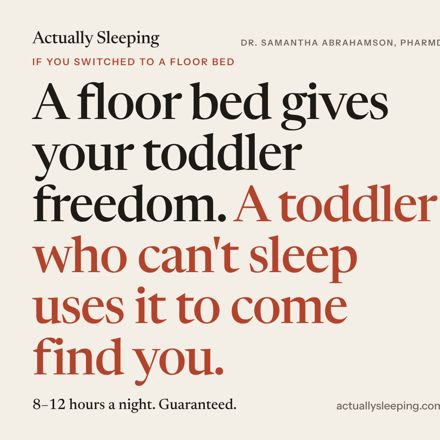 Actually Sleeping
DR. SAMANTHA ABRAHAMSON, PHARMD
IF YOU SWITCHED TO A FLOOR BED
A floor bed gives
your toddler
freedom. A toddler
who can't sleep
uses it to come
find you.
8–12 hours a night. Guaranteed.
actuallysleeping.com